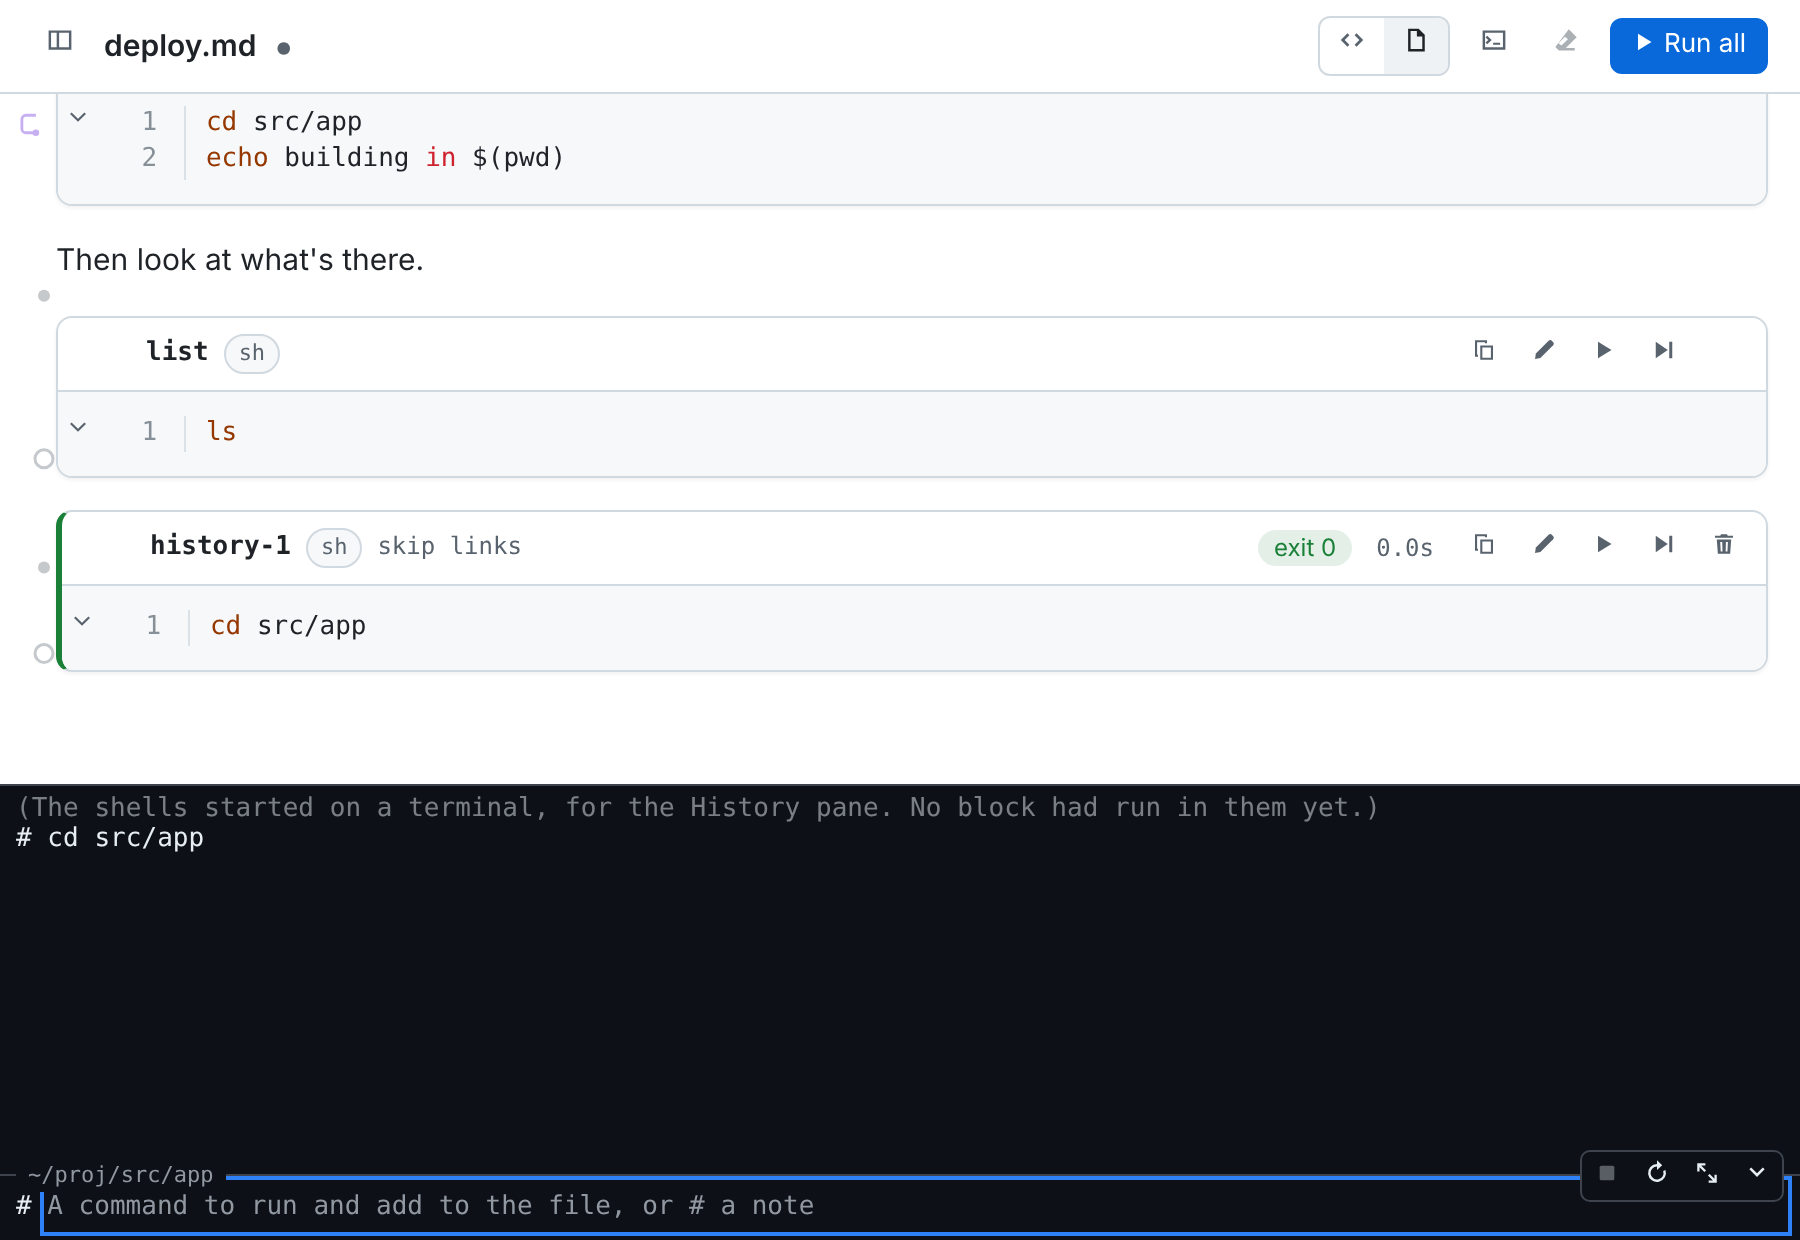 deploy.md
Run all
1 cd src/app
2 echo building in $(pwd)
Then look at what's there.
list sh
1 ls
history-1 sh skip links exit 0 0.0s
1 cd src/app
(The shells started on a terminal, for the History pane. No block had run in them yet.)
# cd src/app
~/proj/src/app
# A command to run and add to the file, or # a note